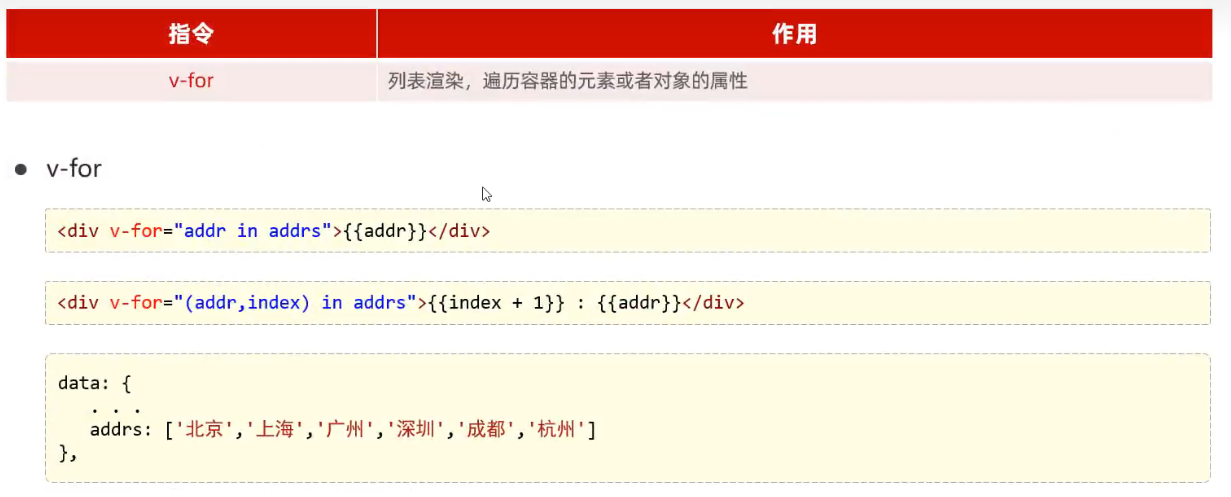 指令 作用
v-for 列表渲染，遍历容器的元素或者对象的属性
● v-for
<div v-for="addr in addrs">{{addr}}</div>
<div v-for="(addr,index) in addrs">{{index + 1}} : {{addr}}</div>
data: {
. . .
addrs: ['北京','上海','广州','深圳','成都','杭州']
},